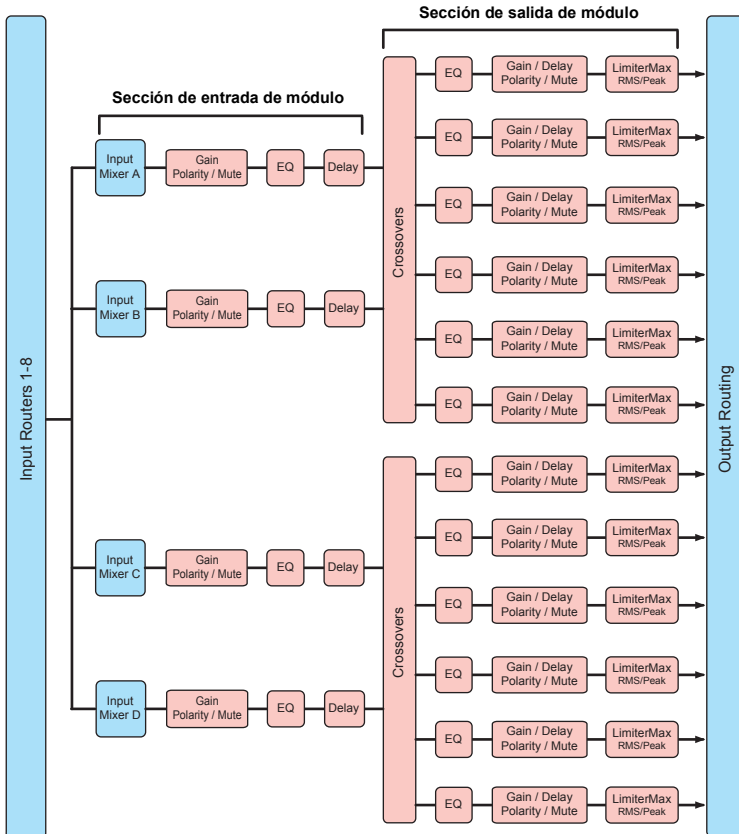 Sección de salida de módulo
Sección de entrada de módulo
Input Routers 1-8
Input
Mixer A
Gain
Polarity / Mute
EQ
Delay
Input
Mixer B
Gain
Polarity / Mute
EQ
Delay
Input
Mixer C
Gain
Polarity / Mute
EQ
Delay
Input
Mixer D
Gain
Polarity / Mute
EQ
Delay
Crossovers
EQ
Gain / Delay
Polarity / Mute
LimiterMax
RMS/Peak
EQ
Gain / Delay
Polarity / Mute
LimiterMax
RMS/Peak
EQ
Gain / Delay
Polarity / Mute
LimiterMax
RMS/Peak
EQ
Gain / Delay
Polarity / Mute
LimiterMax
RMS/Peak
EQ
Gain / Delay
Polarity / Mute
LimiterMax
RMS/Peak
EQ
Gain / Delay
Polarity / Mute
LimiterMax
RMS/Peak
Crossovers
EQ
Gain / Delay
Polarity / Mute
LimiterMax
RMS/Peak
EQ
Gain / Delay
Polarity / Mute
LimiterMax
RMS/Peak
EQ
Gain / Delay
Polarity / Mute
LimiterMax
RMS/Peak
EQ
Gain / Delay
Polarity / Mute
LimiterMax
RMS/Peak
EQ
Gain / Delay
Polarity / Mute
LimiterMax
RMS/Peak
EQ
Gain / Delay
Polarity / Mute
LimiterMax
RMS/Peak
Output Routing